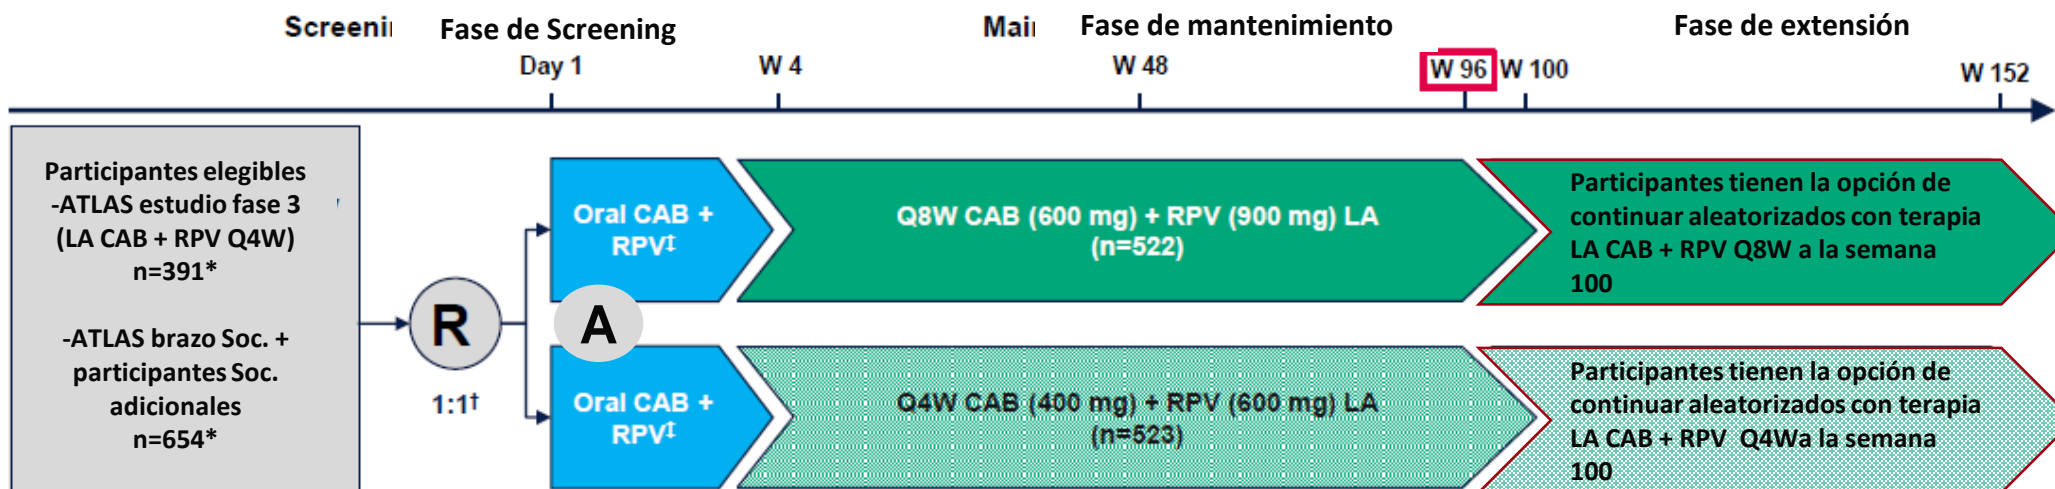 Screeni
Fase de Screening
Mai
Fase de mantenimiento
Fase de extensión
Day 1
W 4
W 48
W 96
W 100
W 152
Participantes elegibles
-ATLAS estudio fase 3
(LA CAB + RPV Q4W)
n=391*
-ATLAS brazo Soc. +
participantes Soc.
adicionales
n=654*
R
1:1†
A
Oral CAB +
RPV‡
Q8W CAB (600 mg) + RPV (900 mg) LA
(n=522)
Participantes tienen la opción de
continuar aleatorizados con terapia
LA CAB + RPV Q8W a la semana
100
Oral CAB +
RPV‡
Q4W CAB (400 mg) + RPV (600 mg) LA
(n=523)
Participantes tienen la opción de
continuar aleatorizados con terapia
LA CAB + RPV  Q4Wa la semana
100